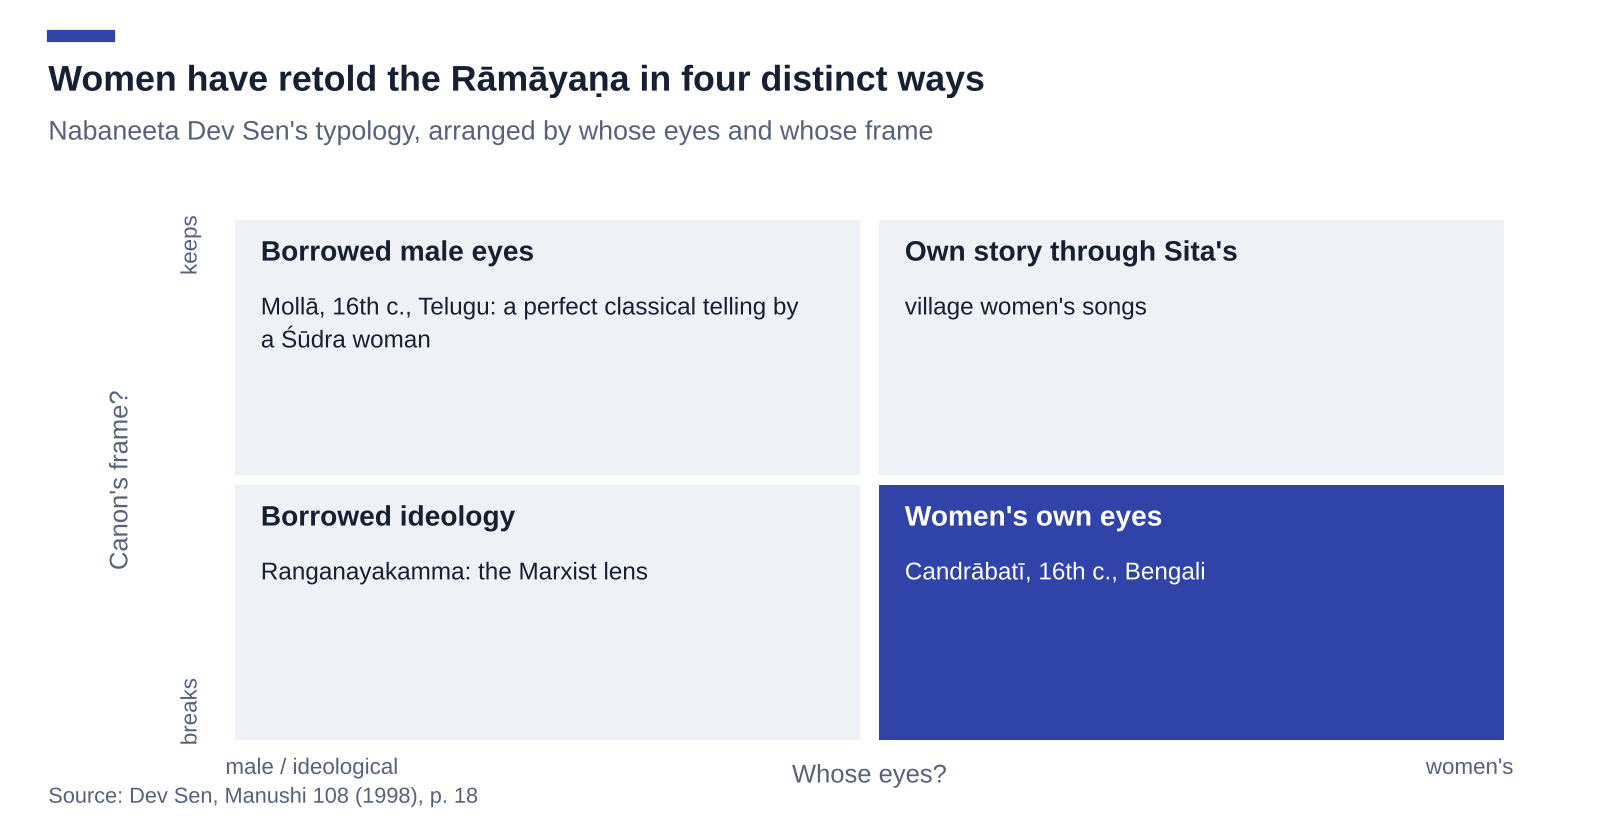 Women have retold the Rāmāyaṇa in four distinct ways
Nabaneeta Dev Sen's typology, arranged by whose eyes and whose frame
keeps
Canon's frame?
breaks
Borrowed male eyes
Mollā, 16th c., Telugu: a perfect classical telling by
a Śūdra woman
Own story through Sita's
village women's songs
Borrowed ideology
Ranganayakamma: the Marxist lens
Women's own eyes
Candrābatī, 16th c., Bengali
male / ideological
Whose eyes?
women's
Source: Dev Sen, Manushi 108 (1998), p. 18